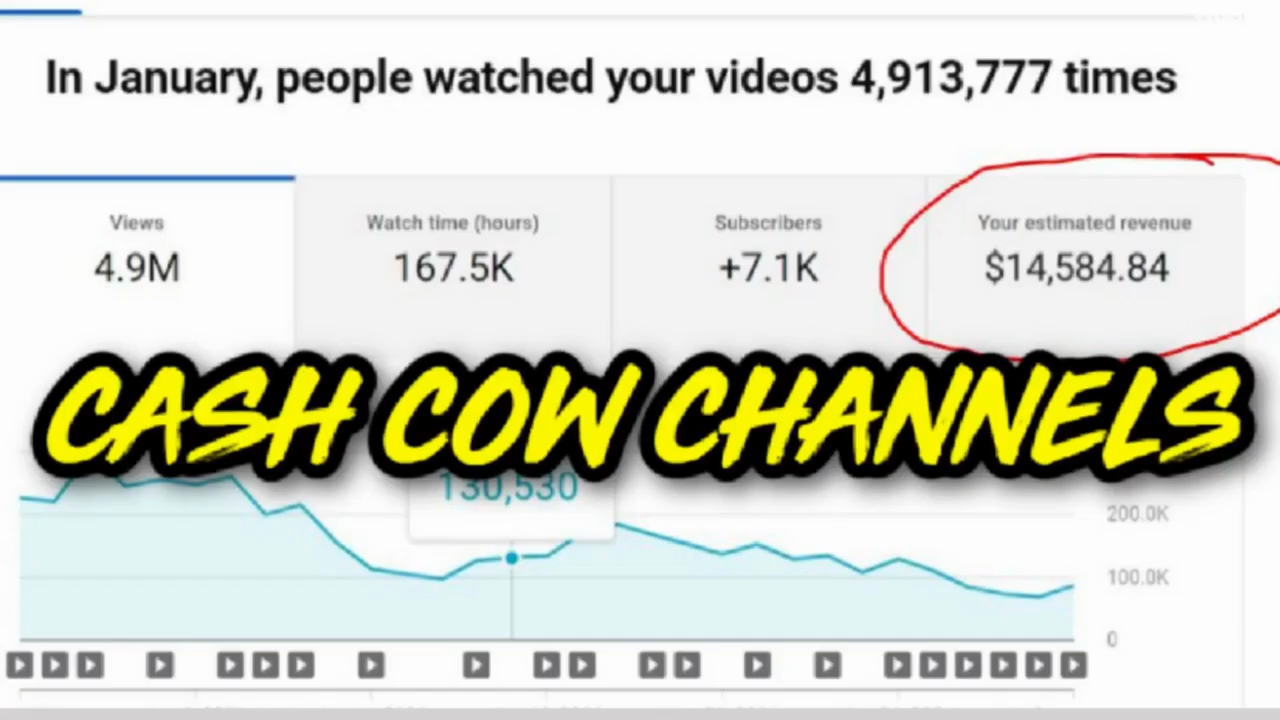 In January, people watched your videos 4,913,777 times
Views
4.9M
Watch time (hours)
167.5K
Subscribers
+7.1K
Your estimated revenue
$14,584.84
CASH COW CHANNELS
130,530
200.0K
100.0K
0